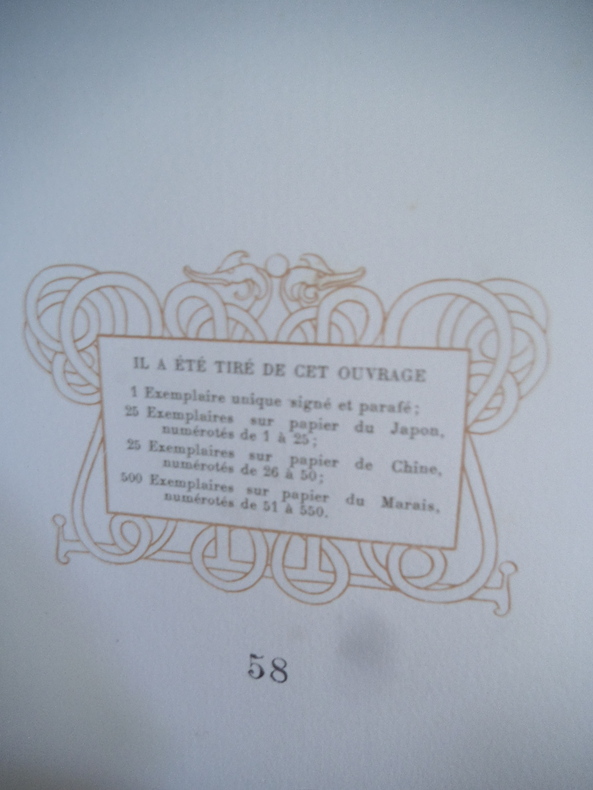 IL A ÉTÉ TIRÉ DE CET OUVRAGE
1 Exemplaire unique signé et parafé;
25 Exemplaires sur papier du Japon,
numérotés de 1 à 25;
25 Exemplaires sur papier de Chine,
numérotés de 26 à 50;
500 Exemplaires sur papier du Marais,
numérotés de 51 à 550.
58